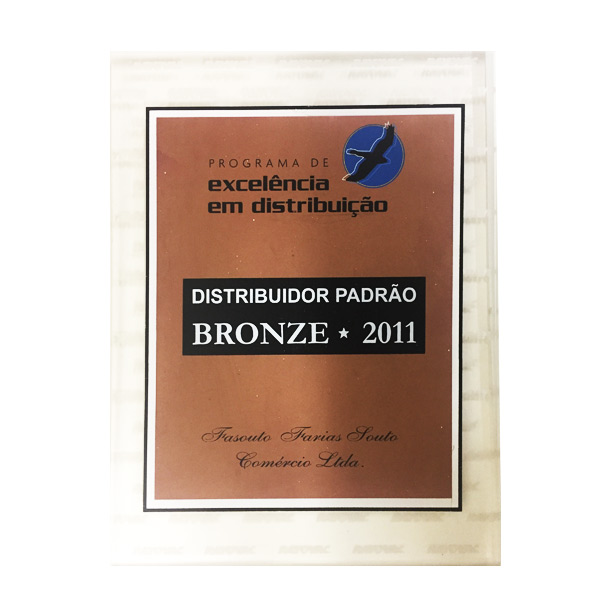 PROGRAMA DE
excelência
em distribuição
DISTRIBUIDOR PADRÃO
BRONZE ★ 2011
Fasouto Farias Souto
Comércio Ltda.